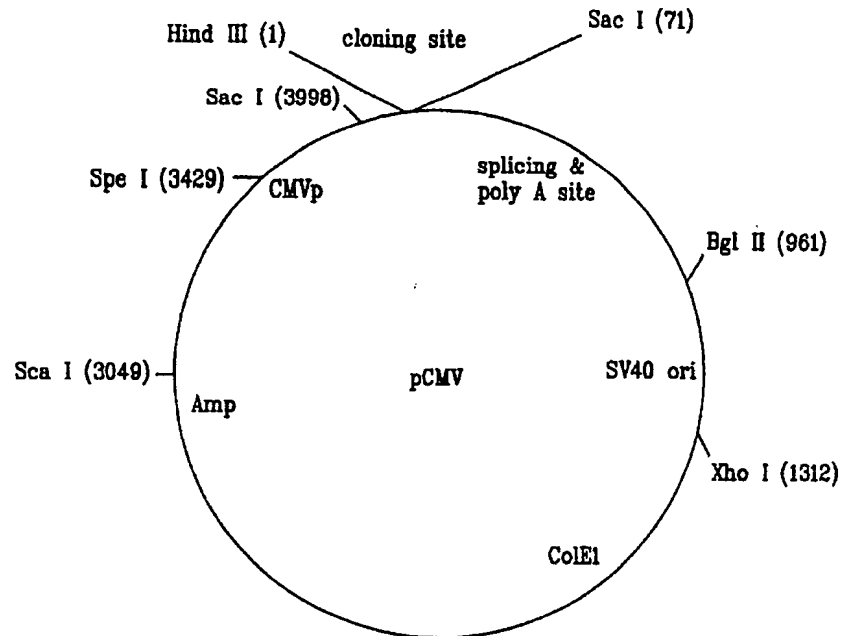 Hind III (1)
cloning site
Sac I (71)
Sac I (3998)
Spe I (3429)
CMVp
splicing &
poly A site
Bgl II (961)
Sca I (3049)
Amp
pCMV
SV40 ori
Xho I (1312)
ColE1